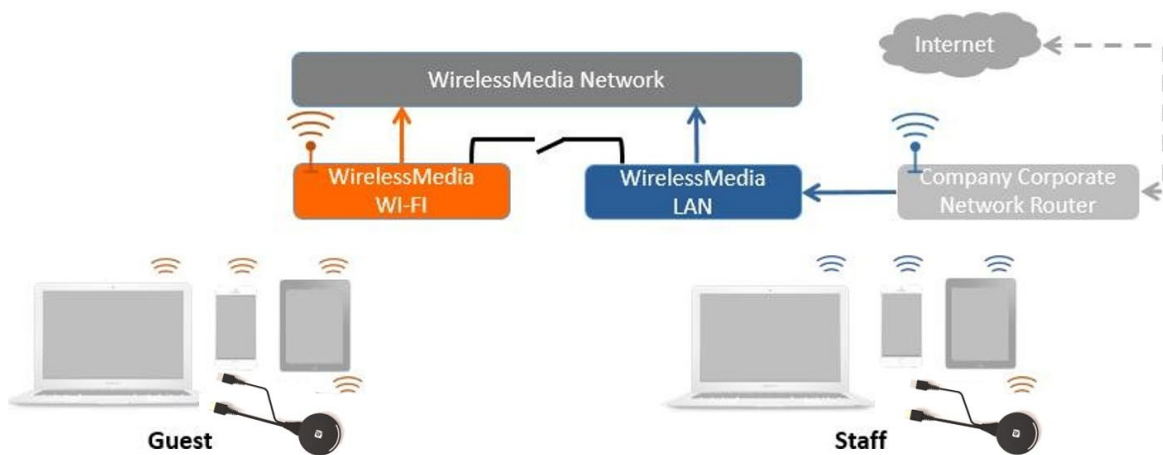 Internet
WirelessMedia Network
WirelessMedia
WI-FI
WirelessMedia
LAN
Company Corporate
Network Router
Guest
Staff